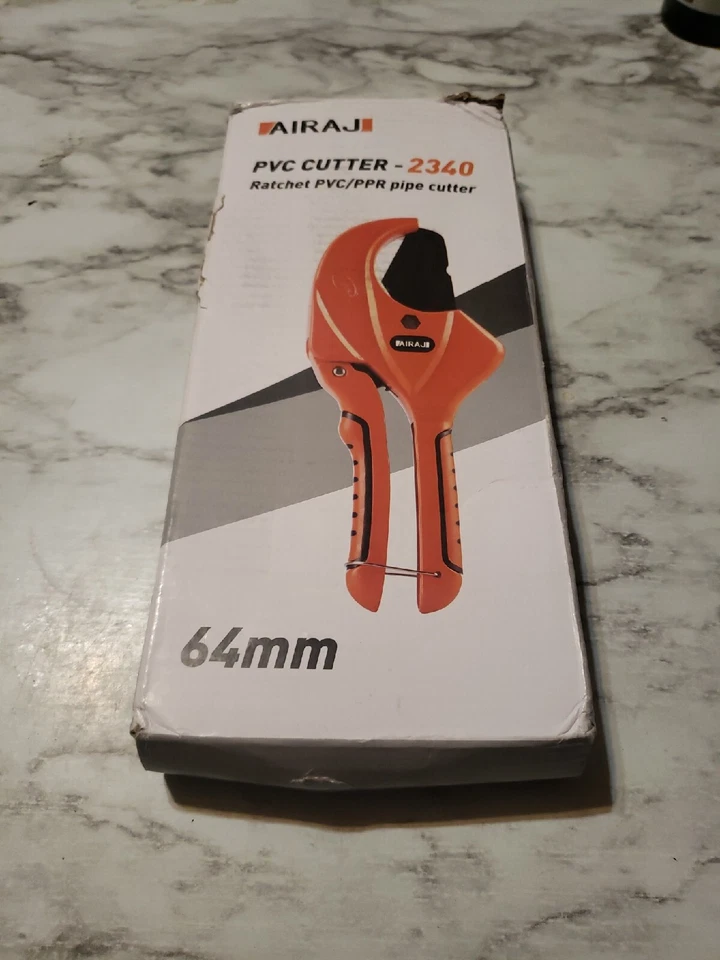 AIRAJ
PVC CUTTER - 2340
Ratchet PVC/PPR pipe cutter
AIRAJ
64mm